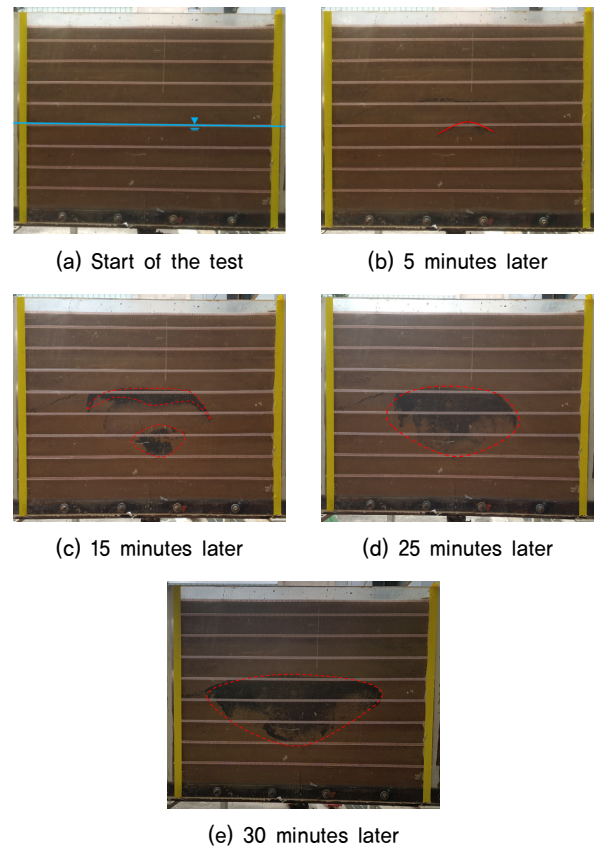 (a) Start of the test
(b) 5 minutes later
(c) 15 minutes later
(d) 25 minutes later
(e) 30 minutes later